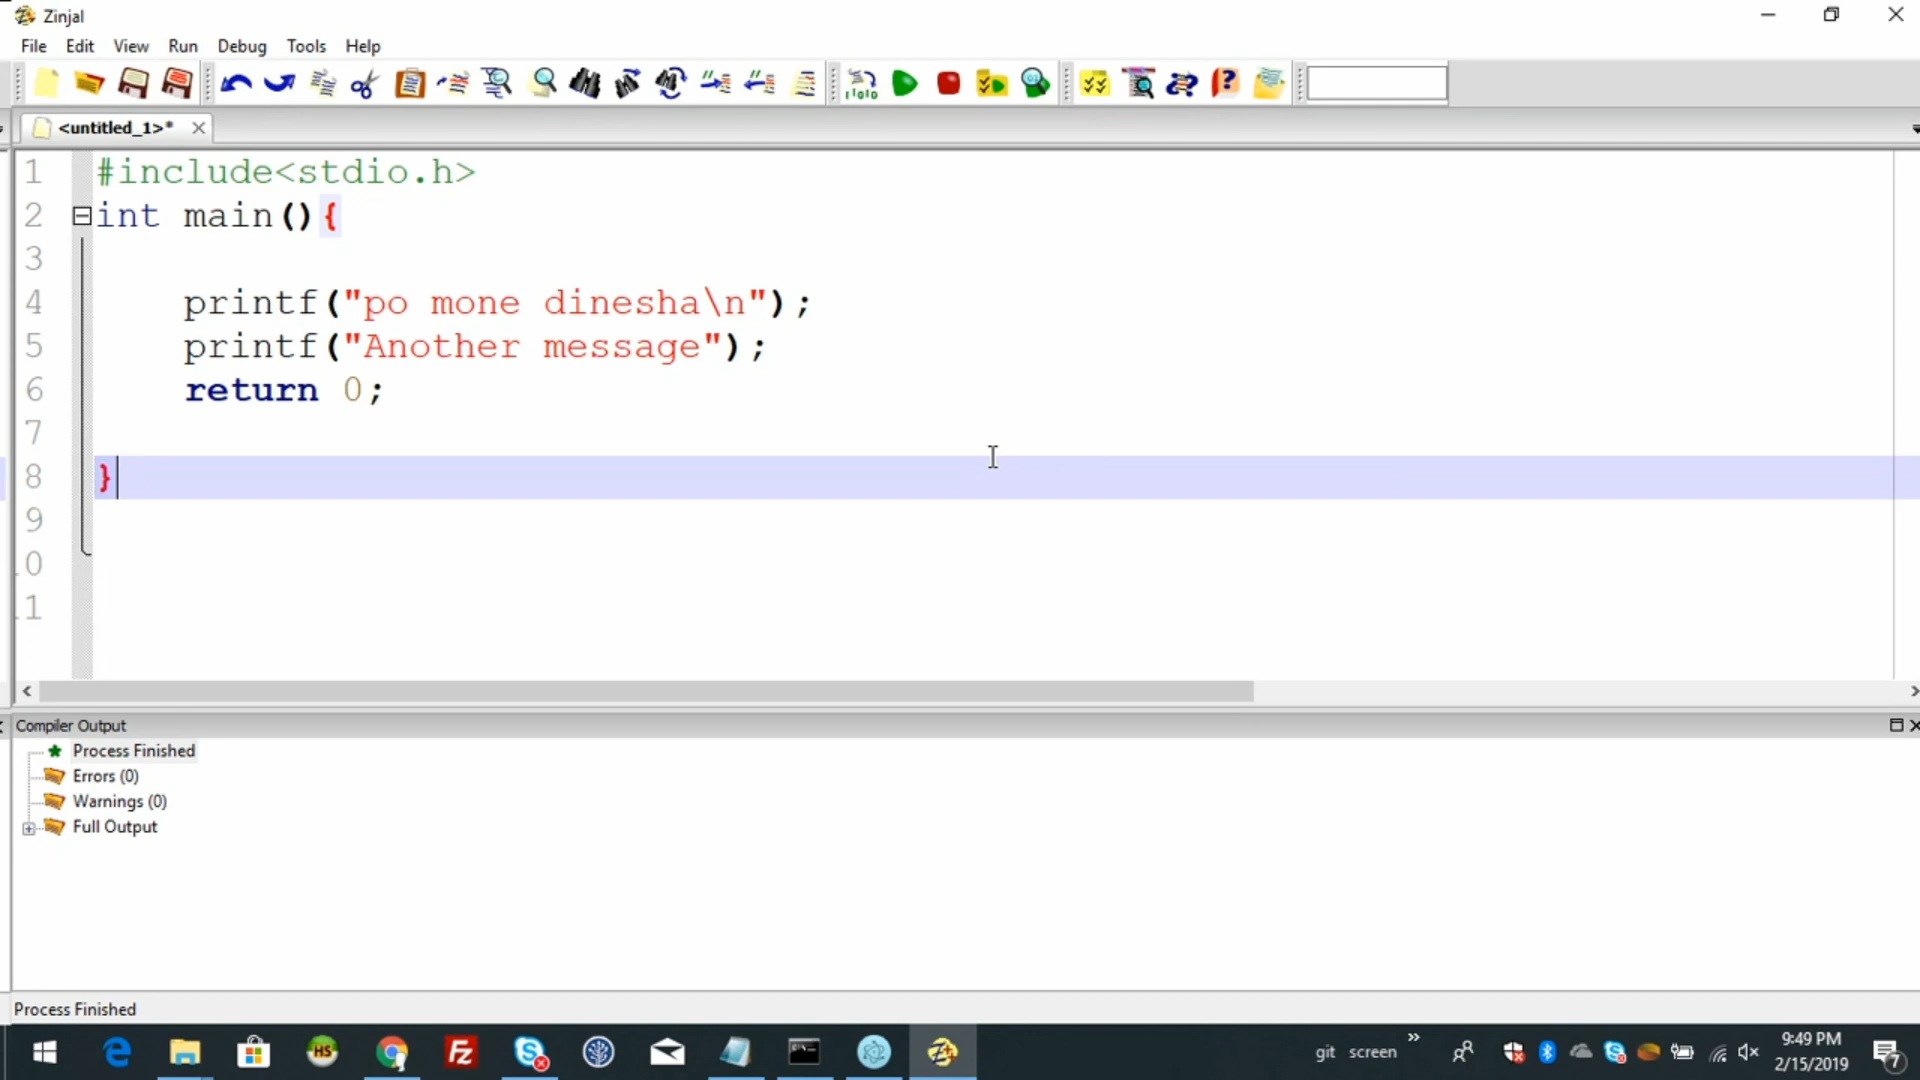 Zinjal
File Edit View Run Debug Tools Help
<untitled_1>*
1 #include<stdio.h>
2 int main(){
3
4 printf("po mone dinesha\n");
5 printf("Another message");
6 return 0;
7
8 }
9
0
1
Compiler Output
Process Finished
Errors (0)
Warnings (0)
Full Output
Process Finished
git screen
9:49 PM
2/15/2019
7